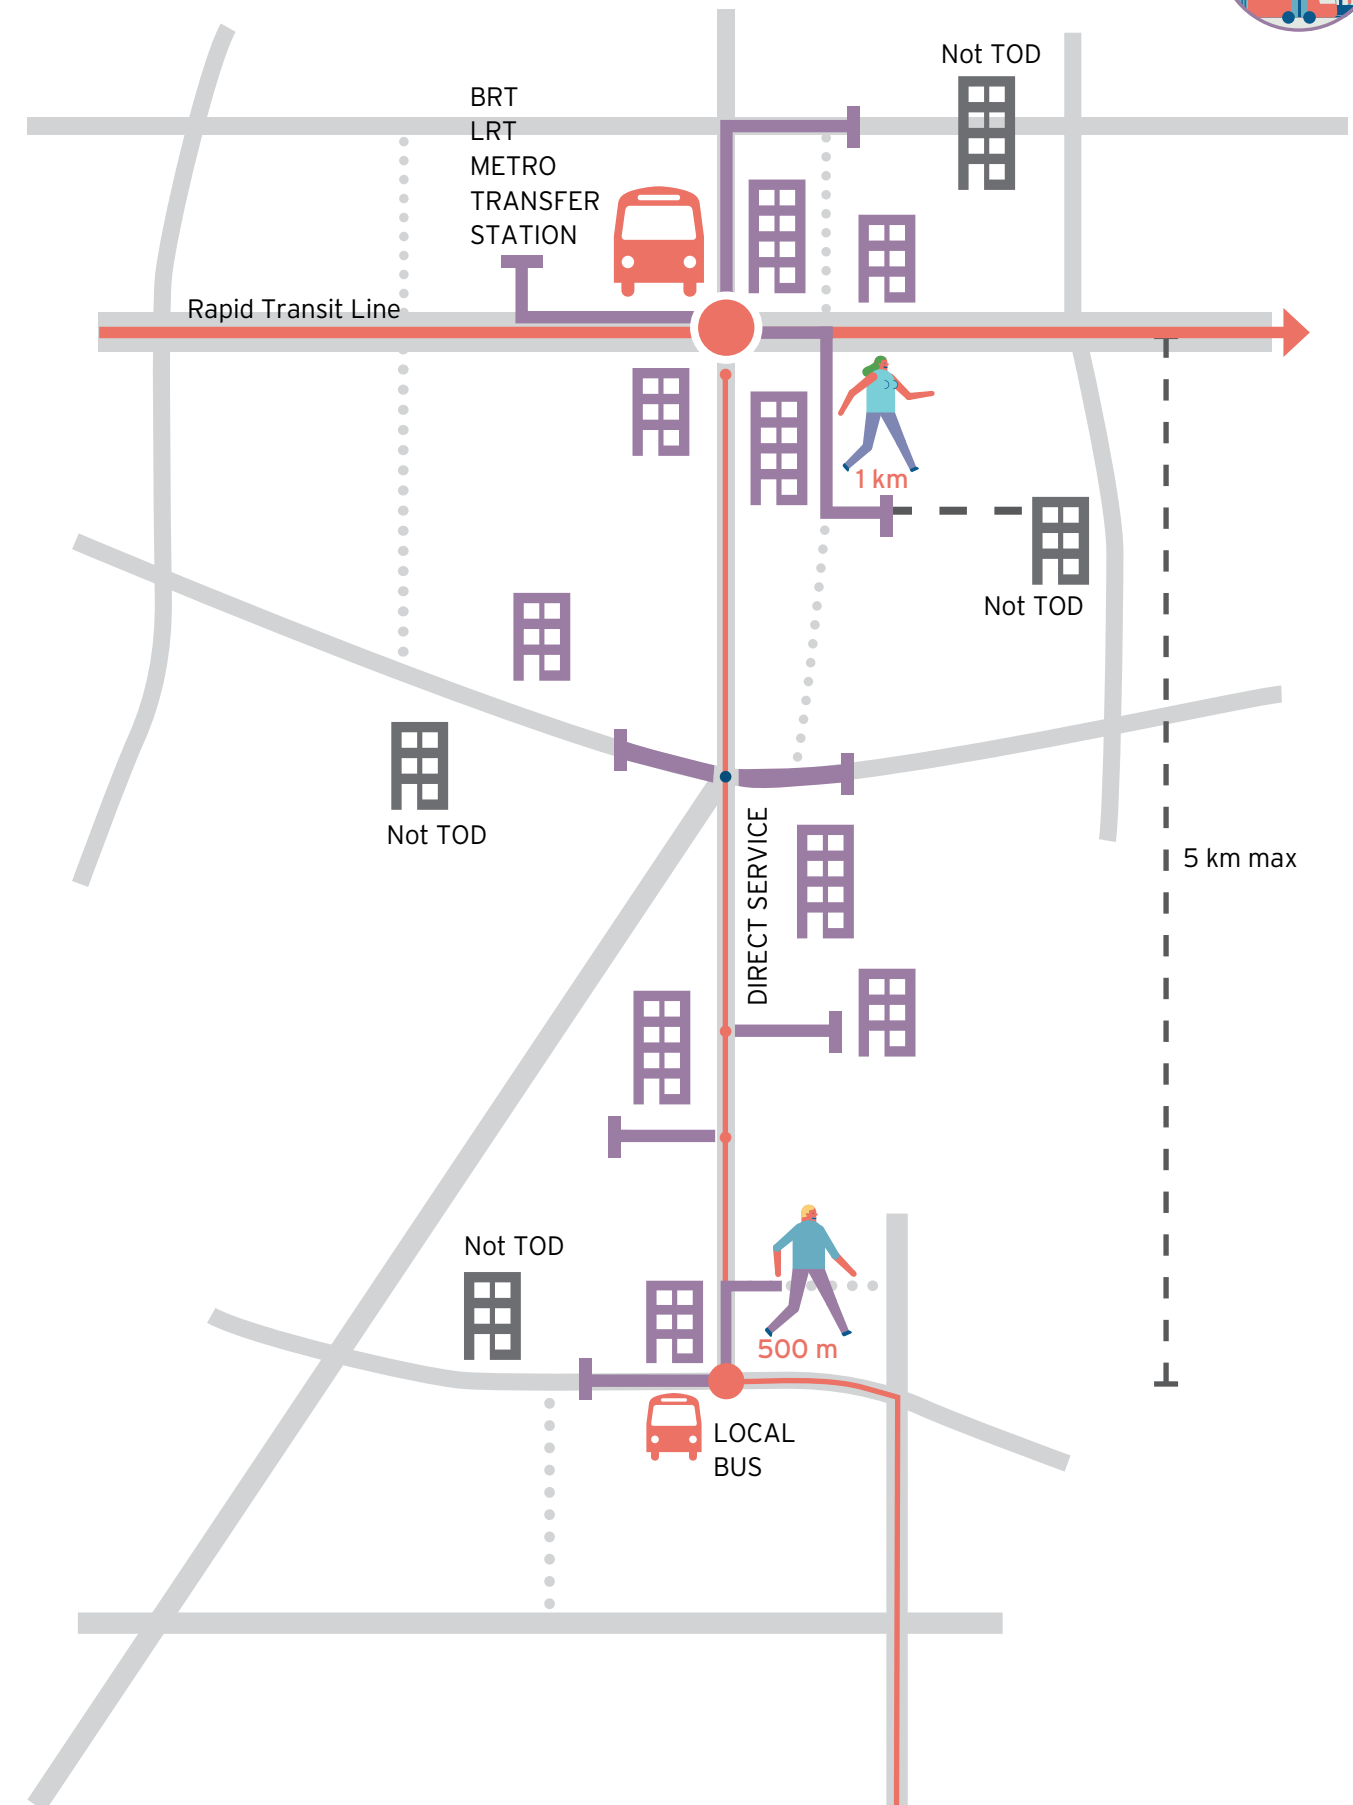 Not TOD
BRT
LRT
METRO
TRANSFER
STATION
Rapid Transit Line
1 km
Not TOD
Not TOD
5 km max
DIRECT SERVICE
Not TOD
500 m
LOCAL
BUS